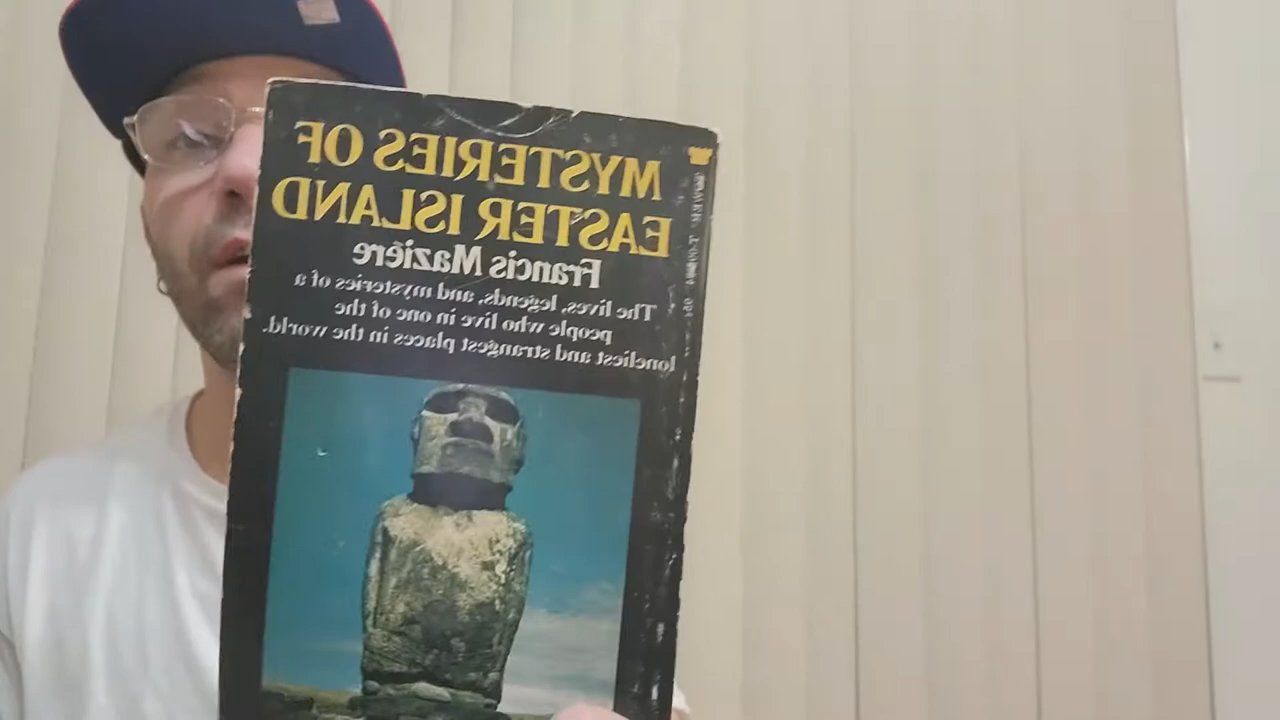 MYSTERIES OF
EASTER ISLAND
Francis Mazière
The lives, legends, and mysteries of a
people who live in one of the
loneliest and strangest places in the world.